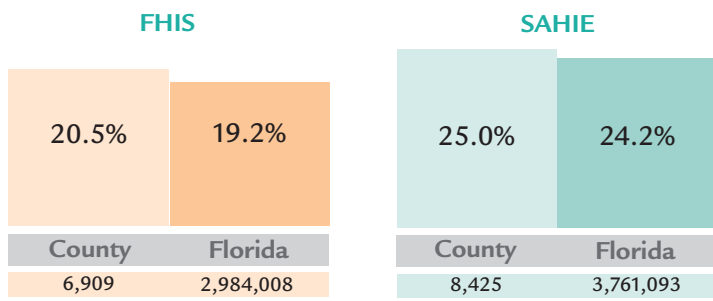 FHIS
20.5% 19.2%
County Florida
6,909 2,984,008
SAHIE
25.0% 24.2%
County Florida
8,425 3,761,093